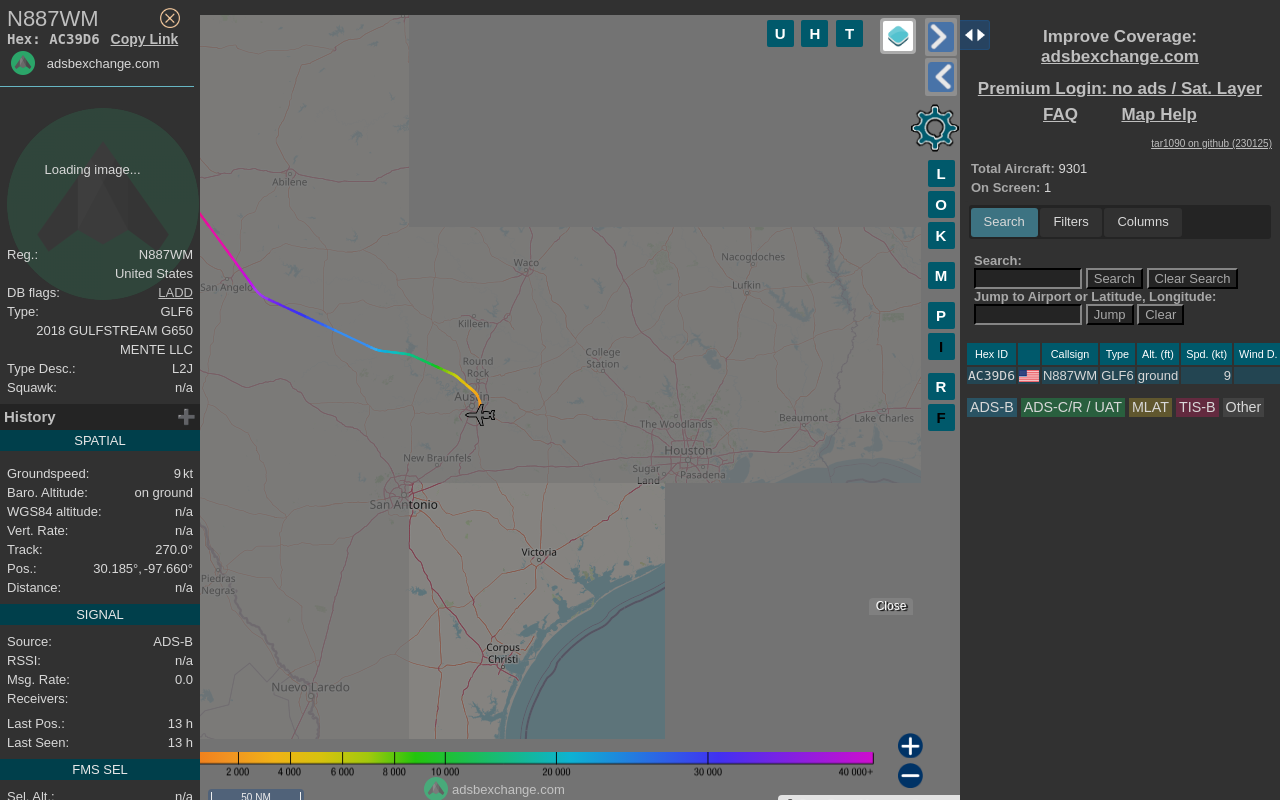 N887WM
Hex: AC39D6 Copy Link
adsbexchange.com
Loading image...
Reg.: N887WM
United States
DB flags: LADD
Type: GLF6
2018 GULFSTREAM G650
MENTE LLC
Type Desc.: L2J
Squawk: n/a
History
SPATIAL
Groundspeed: 9 kt
Baro. Altitude: on ground
WGS84 altitude: n/a
Vert. Rate: n/a
Track: 270.0°
Pos.: 30.185°, -97.660°
Distance: n/a
SIGNAL
Source: ADS-B
RSSI: n/a
Msg. Rate: 0.0
Receivers:
Last Pos.: 13 h
Last Seen: 13 h
FMS SEL
Sel. Alt.: n/a
U H T
L
O
K
M
P
I
R
F
Abilene
San Angelo
Waco
Nacogdoches
Lufkin
Killeen
Round
Rock
College
Station
Austin
The Woodlands
Beaumont
Lake Charles
Houston
New Braunfels
Sugar
Land
Pasadena
San Antonio
Victoria
Piedras
Negras
Corpus
Christi
Nuevo Laredo
Close
2 000 4 000 6 000 8 000 10 000 20 000 30 000 40 000+
adsbexchange.com
50 NM
Improve Coverage:
adsbexchange.com
Premium Login: no ads / Sat. Layer
FAQ Map Help
tar1090 on github (230125)
Total Aircraft: 9301
On Screen: 1
Search Filters Columns
Search:
Search Clear Search
Jump to Airport or Latitude, Longitude:
Jump Clear
Hex ID Callsign Type Alt. (ft) Spd. (kt) Wind D.
AC39D6 N887WM GLF6 ground 9
ADS-B ADS-C/R / UAT MLAT TIS-B Other